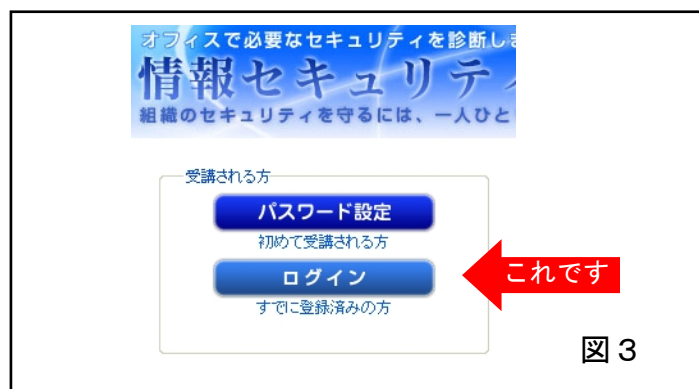 オフィスで必要なセキュリティを診断しま
情報セキュリティ
組織のセキュリティを守るには、一人ひと
受講される方
パスワード設定
初めて受講される方
ログイン
これです
すでに登録済みの方
図３